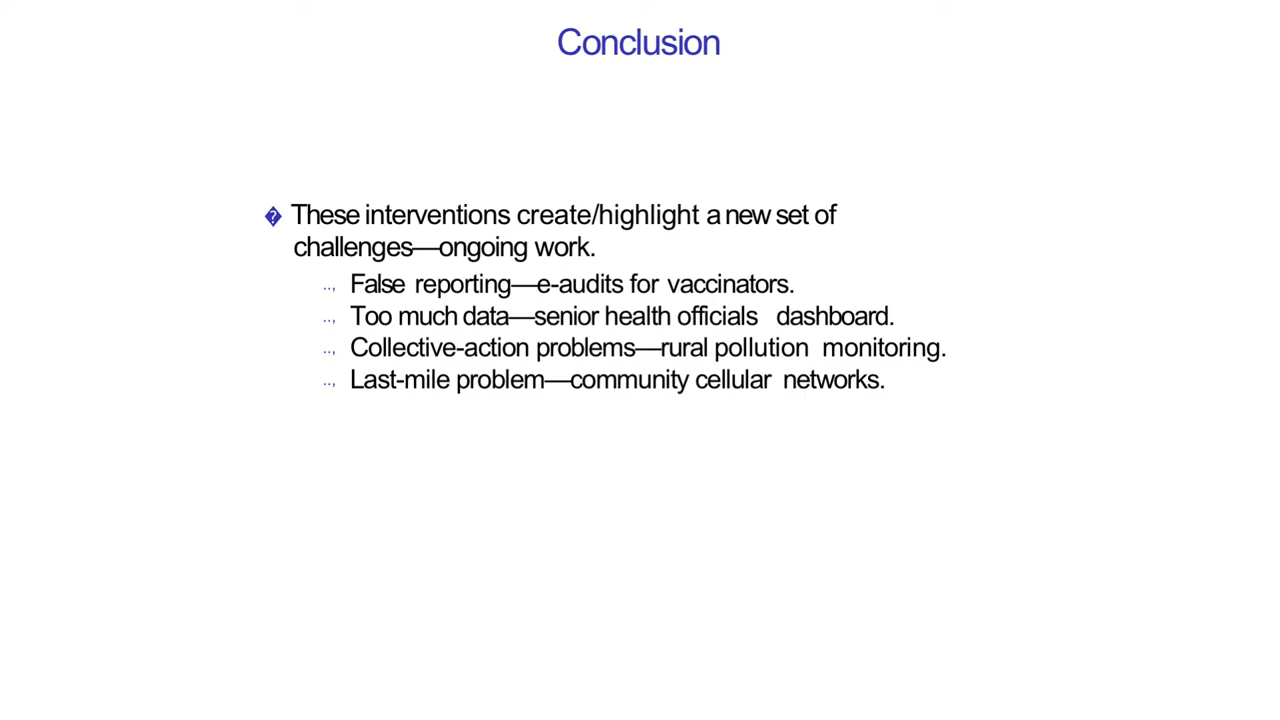 Conclusion
� These interventions create/highlight a new set of
challenges—ongoing work.
.., False reporting—e-audits for vaccinators.
.., Too much data—senior health officials dashboard.
.., Collective-action problems—rural pollution monitoring.
.., Last-mile problem—community cellular networks.